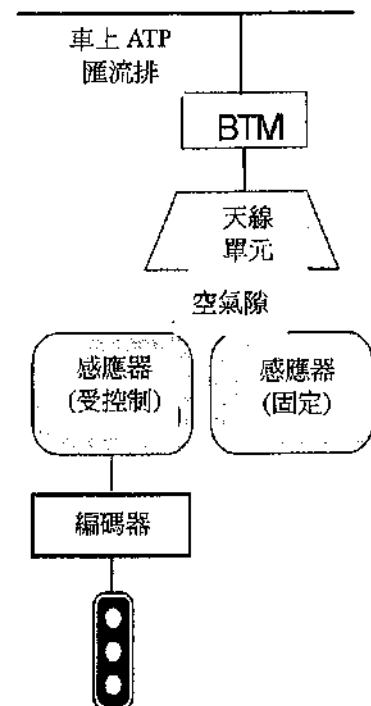 車上 ATP
匯流排
BTM
天線
單元
空氣隙
感應器
(受控制)
感應器
(固定)
編碼器